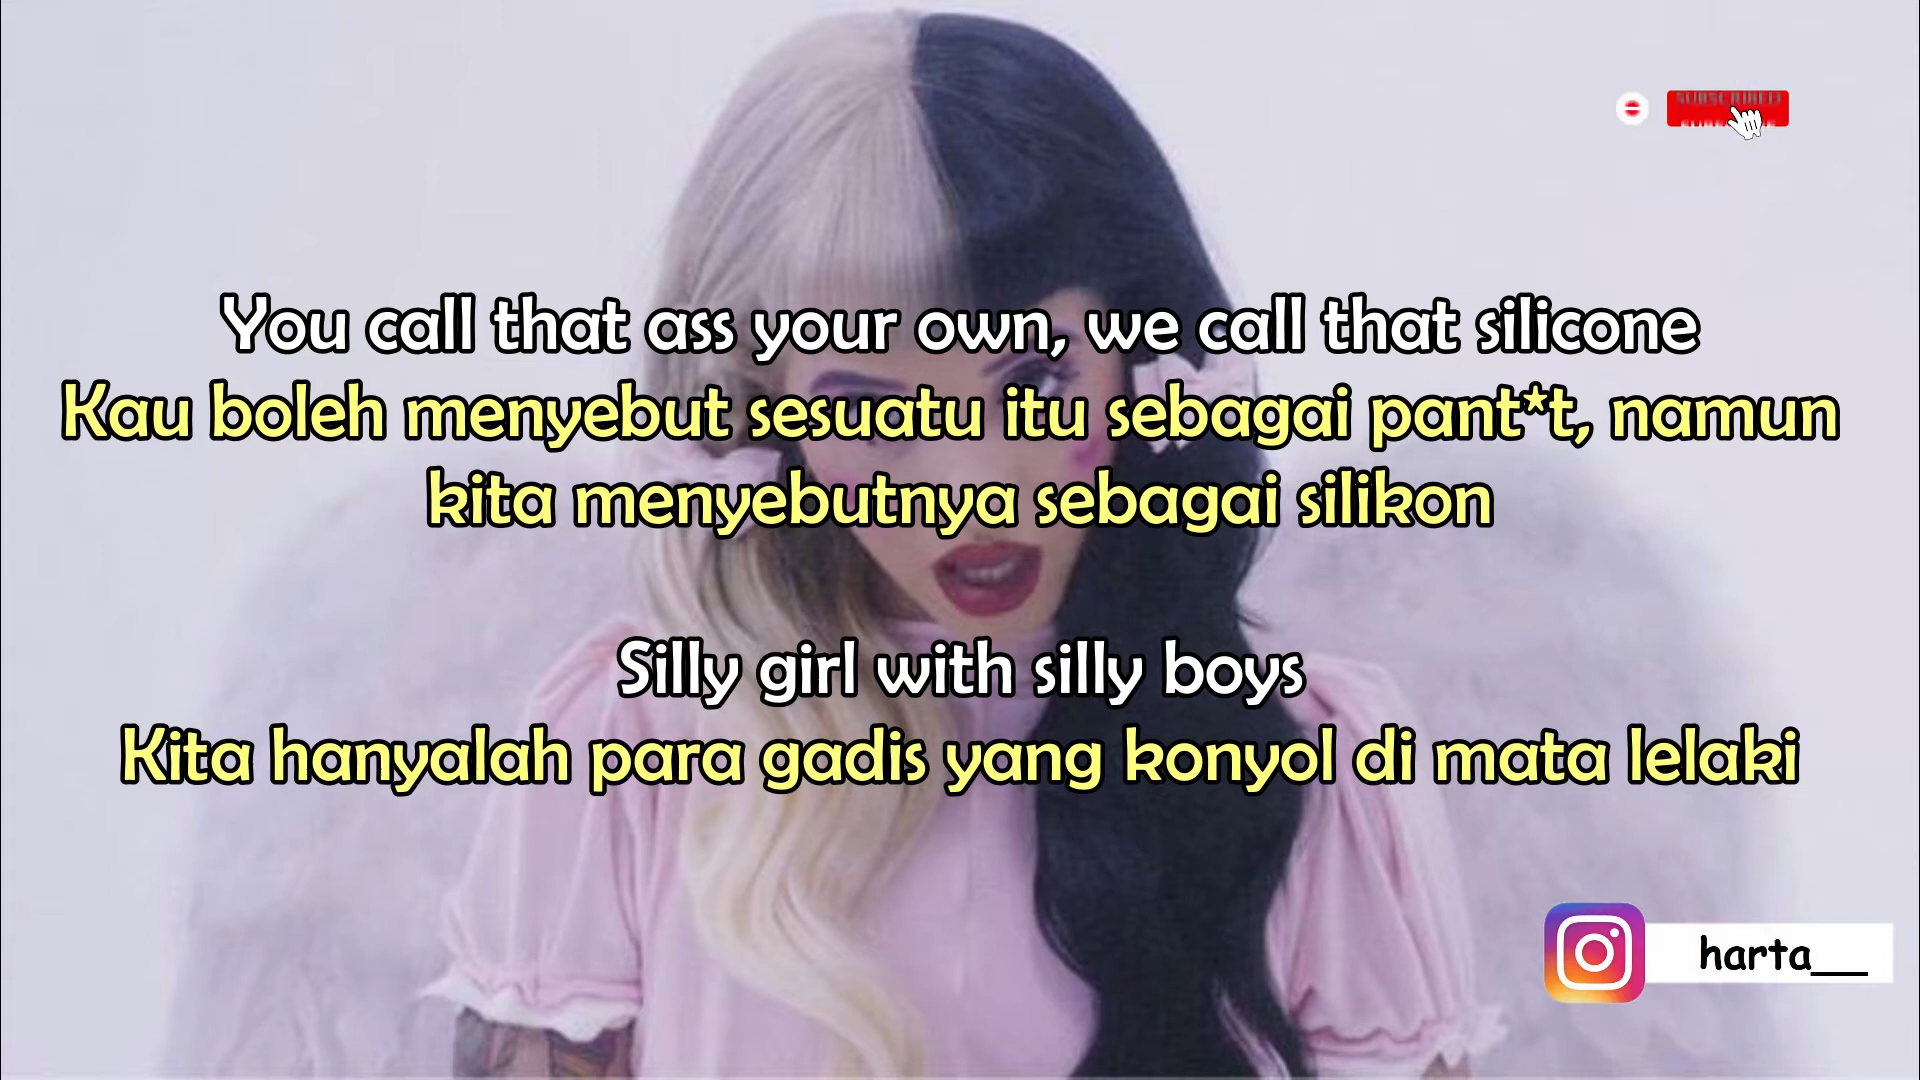 SUBSCRIBED
You call that ass your own, we call that silicone
Kau boleh menyebut sesuatu itu sebagai pant*t, namun
kita menyebutnya sebagai silikon
Silly girl with silly boys
Kita hanyalah para gadis yang konyol di mata lelaki
harta__